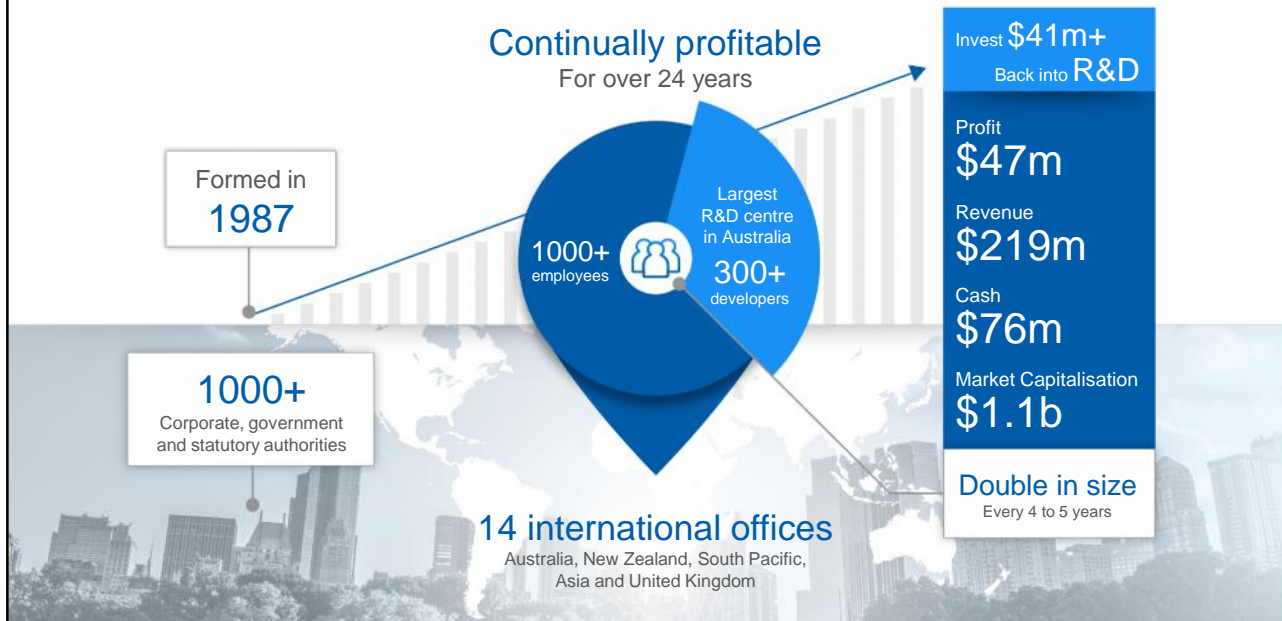 Continually profitable
For over 24 years
Formed in
1987
1000+
employees
Largest
R&D centre
in Australia
300+
developers
1000+
Corporate, government
and statutory authorities
14 international offices
Australia, New Zealand, South Pacific,
Asia and United Kingdom
Invest $41m+
Back into R&D
Profit
$47m
Revenue
$219m
Cash
$76m
Market Capitalisation
$1.1b
Double in size
Every 4 to 5 years